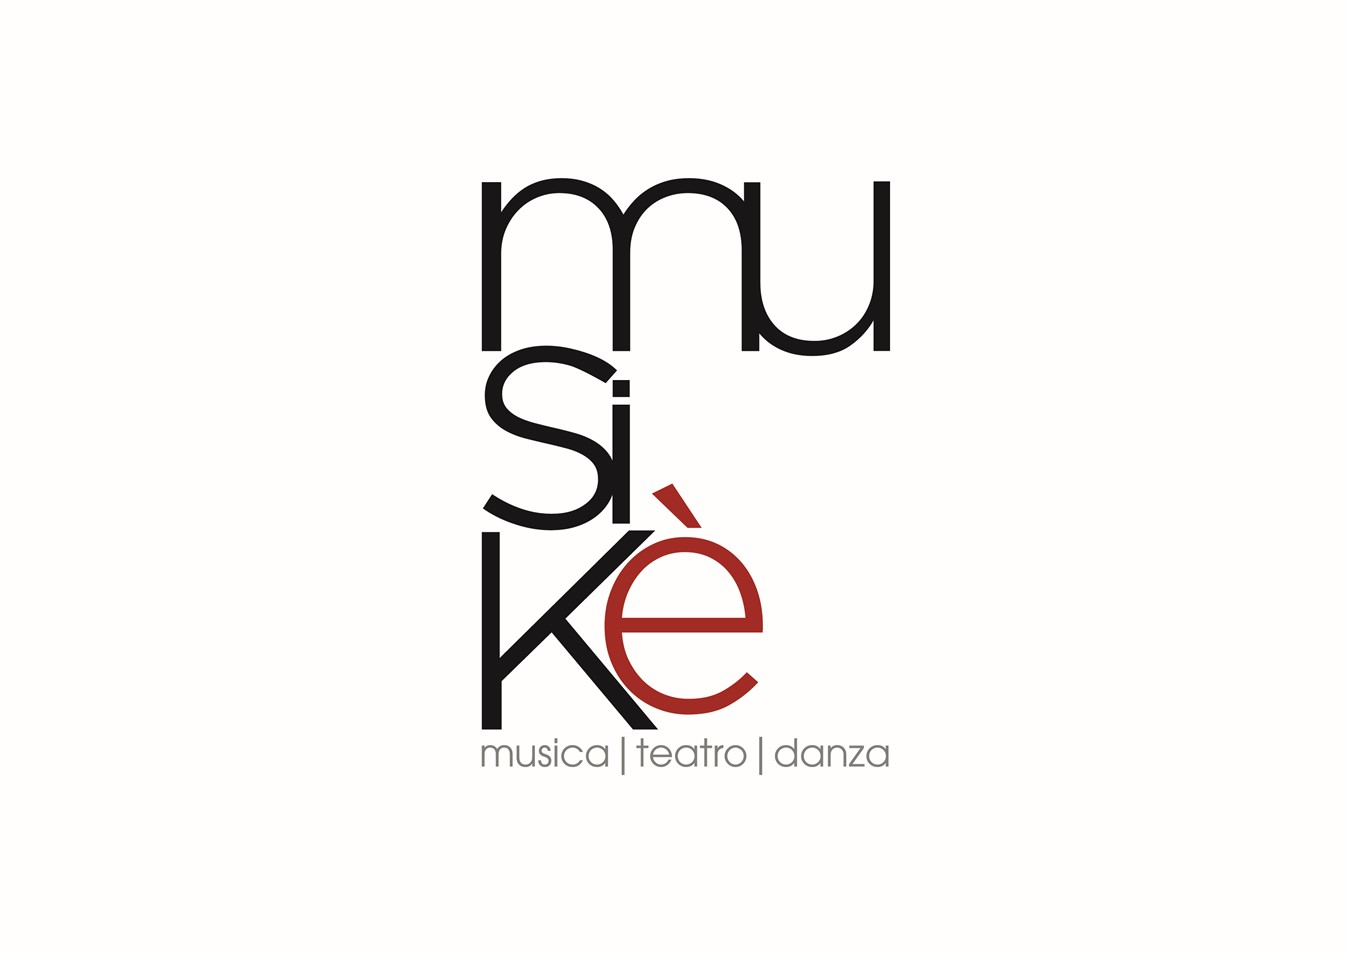 mu
si
kè
musica | teatro | danza